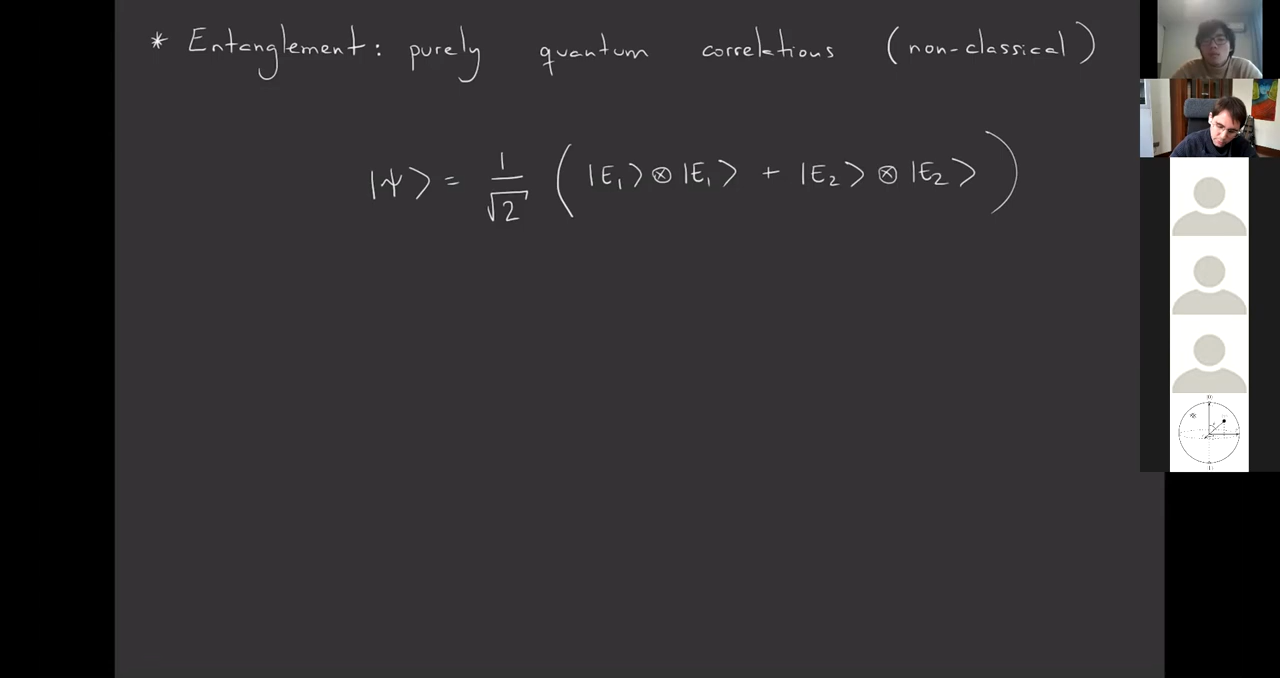 * Entanglement: purely quantum correlations (non-classical)
|ψ⟩ = 1/√2 ( |E₁⟩ ⊗ |E₁⟩ + |E₂⟩ ⊗ |E₂⟩ )